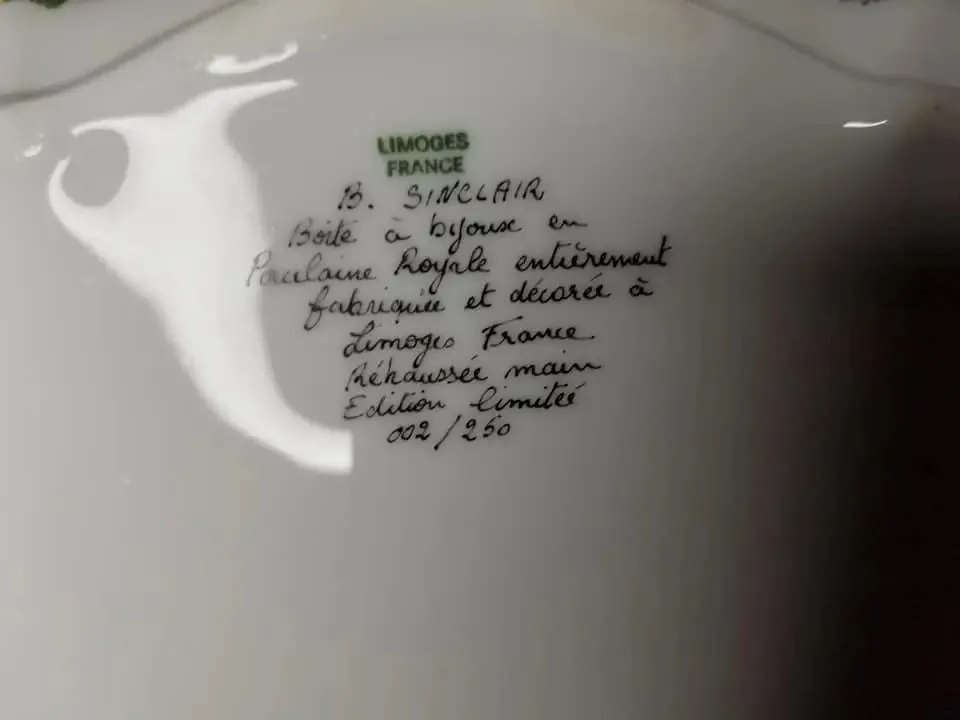 LIMOGES
FRANCE
B. SINCLAIR
Boite à bijoux en
Paulaine Royale entièrement
fabriquée et décorée à
Limoges France
Réhaussée main
Edition limitée
002/250